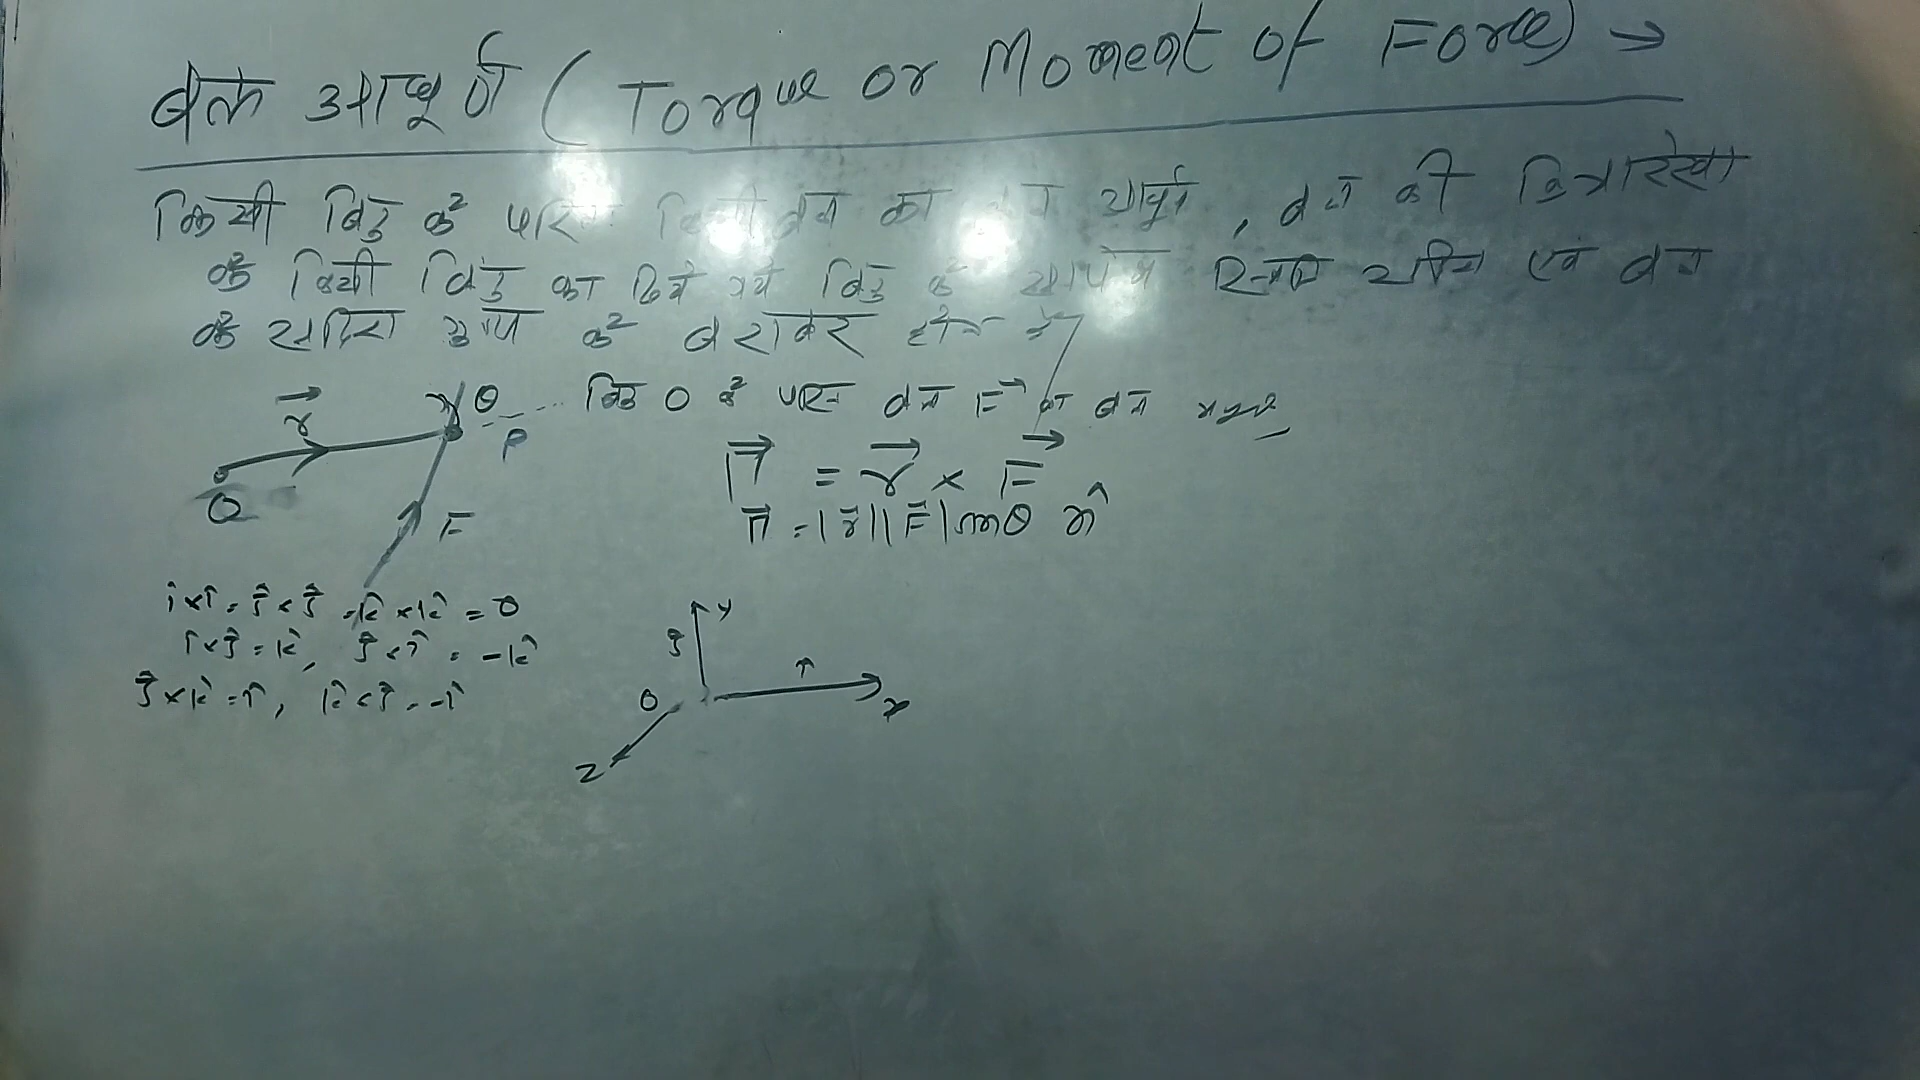 बल आघूर्ण (Torque or Moment of Force) →
किसी बिंदु के परित: किसी बल का बल आघूर्ण, बल की क्रियारेखा
के किसी बिंदु का दिये गये बिंदु के सापेक्ष स्थिति सदिश एवं बल
के सदिश गुणन के बराबर होता है
r⃗ θ
P
O
F
बिंदु O के परित: बल F⃗ का बल
Γ⃗ = r⃗ × F⃗
Γ⃗ = |r⃗||F⃗| sinθ n̂
î×î = ĵ×ĵ = k̂×k̂ = 0
î×ĵ = k̂, ĵ×î = -k̂
ĵ×k̂ = î, k̂×ĵ = -î
y
ĵ
î
O
x
z